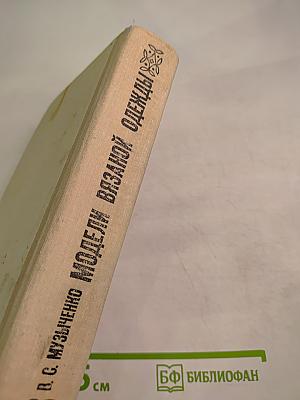 В. С. МУЗЫЧЕНКО МОДЕЛИ ВЯЗАНОЙ ОДЕЖДЫ
см
БФ БИБЛИОФАН